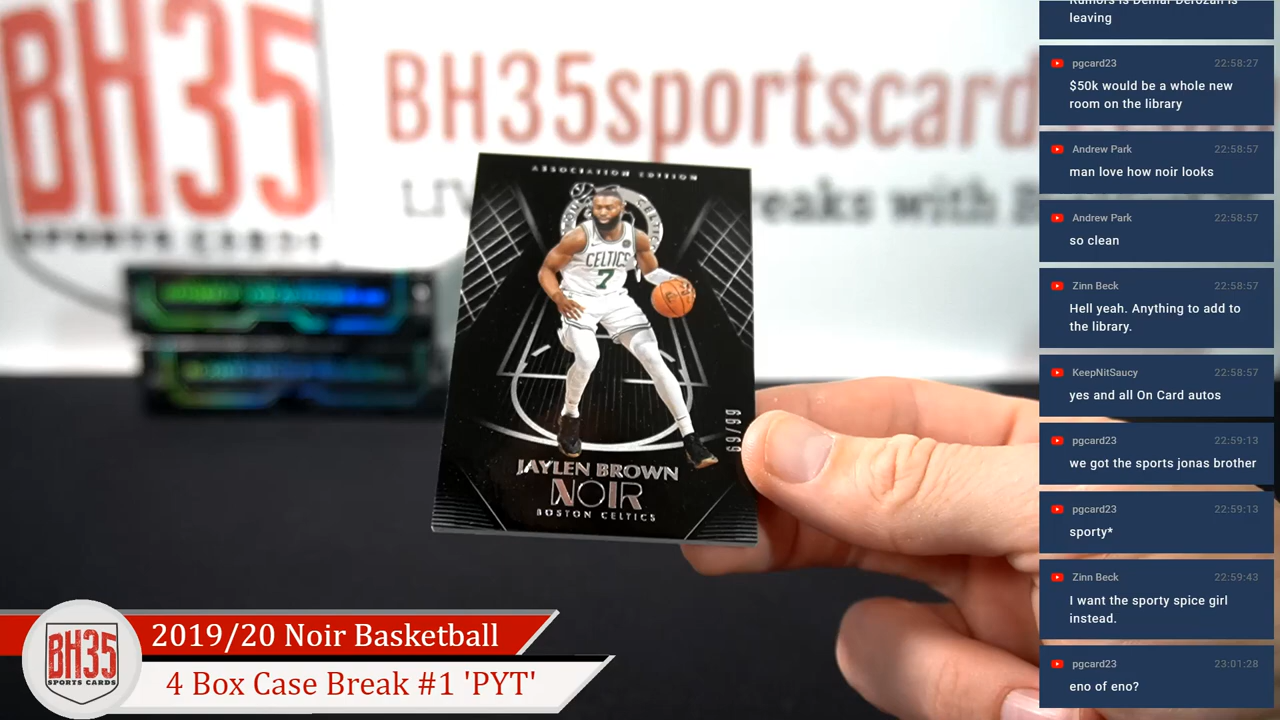 BH35
SPORTS CARDS
BH35sportscard
eaks with
ASSOCIATION EDITION
CELTICS
7
69/99
JAYLEN BROWN
NOIR
BOSTON CELTICS
BH35
SPORTS CARDS
2019/20 Noir Basketball
4 Box Case Break #1 'PYT'
leaving
pgcard23 22:58:27
$50k would be a whole new
room on the library
Andrew Park 22:58:57
man love how noir looks
Andrew Park 22:58:57
so clean
Zinn Beck 22:58:57
Hell yeah. Anything to add to
the library.
KeepNitSaucy 22:58:57
yes and all On Card autos
pgcard23 22:59:13
we got the sports jonas brother
pgcard23 22:59:13
sporty*
Zinn Beck 22:59:43
I want the sporty spice girl
instead.
pgcard23 23:01:28
eno of eno?